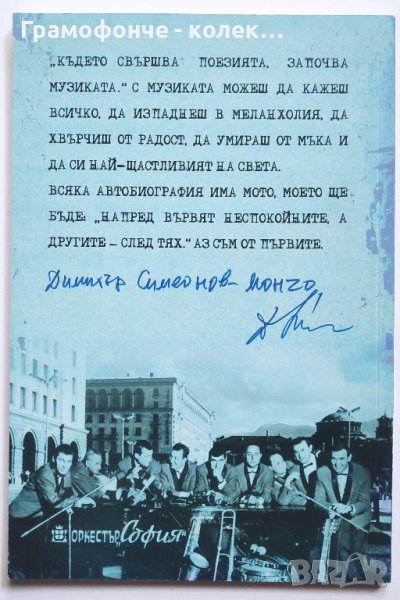 Грамофонче - колек...
„КЪДЕТО СВЪРШВА ПОЕЗИЯТА, ЗАПОЧВА
МУЗИКАТА.“ С МУЗИКАТА МОЖЕШ ДА КАЖЕШ
ВСИЧКО, ДА ИЗПАДНЕШ В МЕЛАНХОЛИЯ, ДА
ХВЪРЧИШ ОТ РАДОСТ, ДА УМИРАШ ОТ МЪКА И
ДА СИ НАЙ-ЩАСТЛИВИЯТ НА СВЕТА.
ВСЯКА АВТОБИОГРАФИЯ ИМА МОТО, МОЕТО ЩЕ
БЪДЕ: „НАПРЕД ВЪРВЯТ НЕСПОКОЙНИТЕ, А
ДРУГИТЕ – СЛЕД ТЯХ.“ АЗ СЪМ ОТ ПЪРВИТЕ.
Димитър Симеонов - Мончо
ОРКЕСТЪР „СОФИЯ“
BAZAR